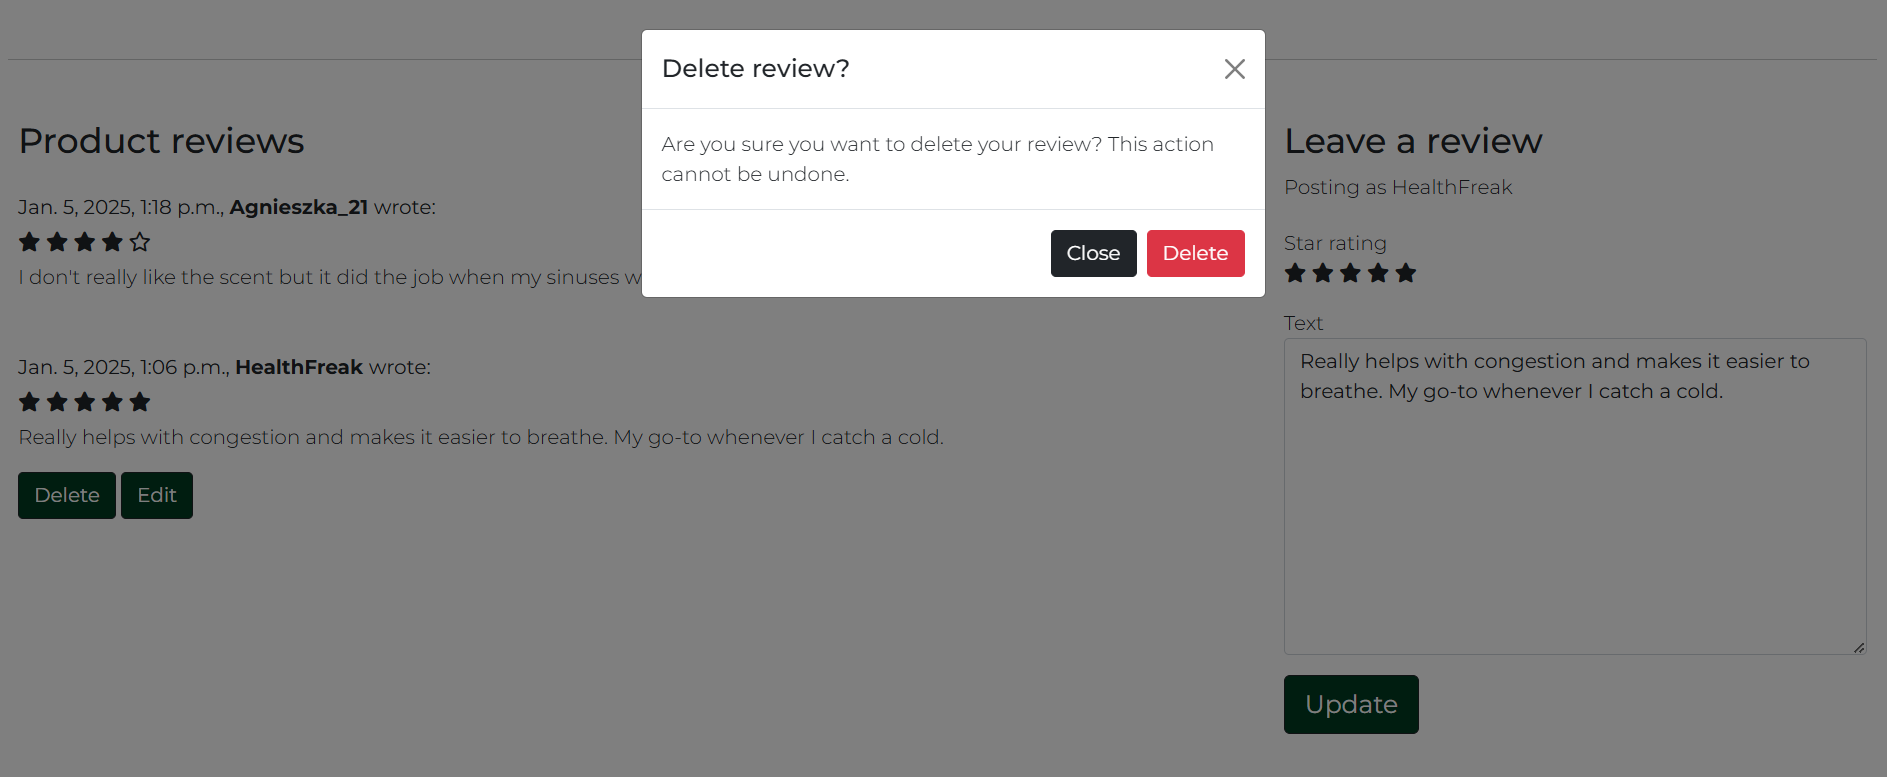 Delete review?
Are you sure you want to delete your review? This action
cannot be undone.
Close Delete
Product reviews
Jan. 5, 2025, 1:18 p.m., Agnieszka_21 wrote:
I don't really like the scent but it did the job when my sinuses
Jan. 5, 2025, 1:06 p.m., HealthFreak wrote:
Really helps with congestion and makes it easier to breathe. My go-to whenever I catch a cold.
Delete Edit
Leave a review
Posting as HealthFreak
Star rating
Text
Really helps with congestion and makes it easier to
breathe. My go-to whenever I catch a cold.
Update